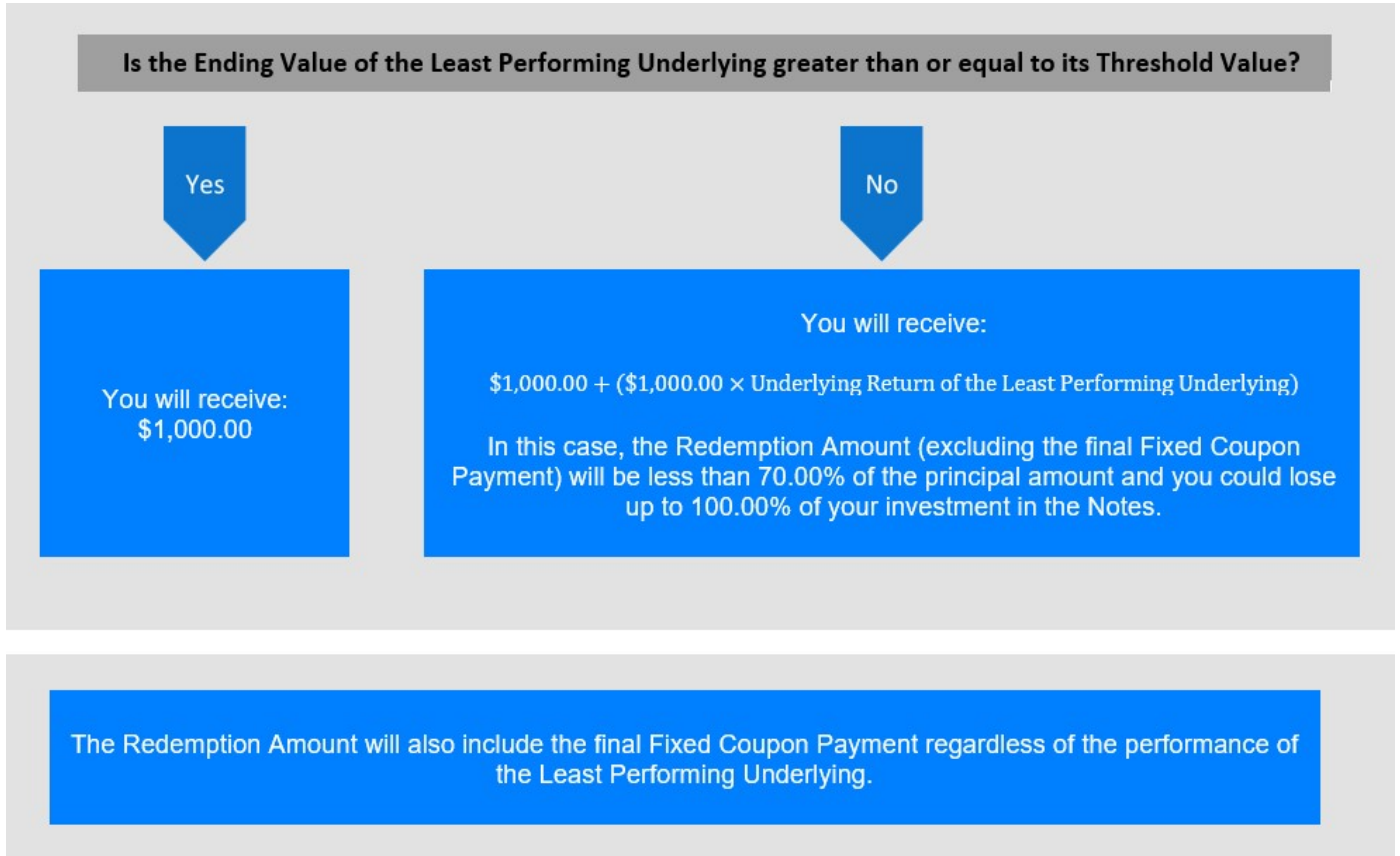 Is the Ending Value of the Least Performing Underlying greater than or equal to its Threshold Value?
Yes
No
You will receive:
$1,000.00
You will receive:
$1,000.00 + ($1,000.00 × Underlying Return of the Least Performing Underlying)
In this case, the Redemption Amount (excluding the final Fixed Coupon
Payment) will be less than 70.00% of the principal amount and you could lose
up to 100.00% of your investment in the Notes.
The Redemption Amount will also include the final Fixed Coupon Payment regardless of the performance of
the Least Performing Underlying.